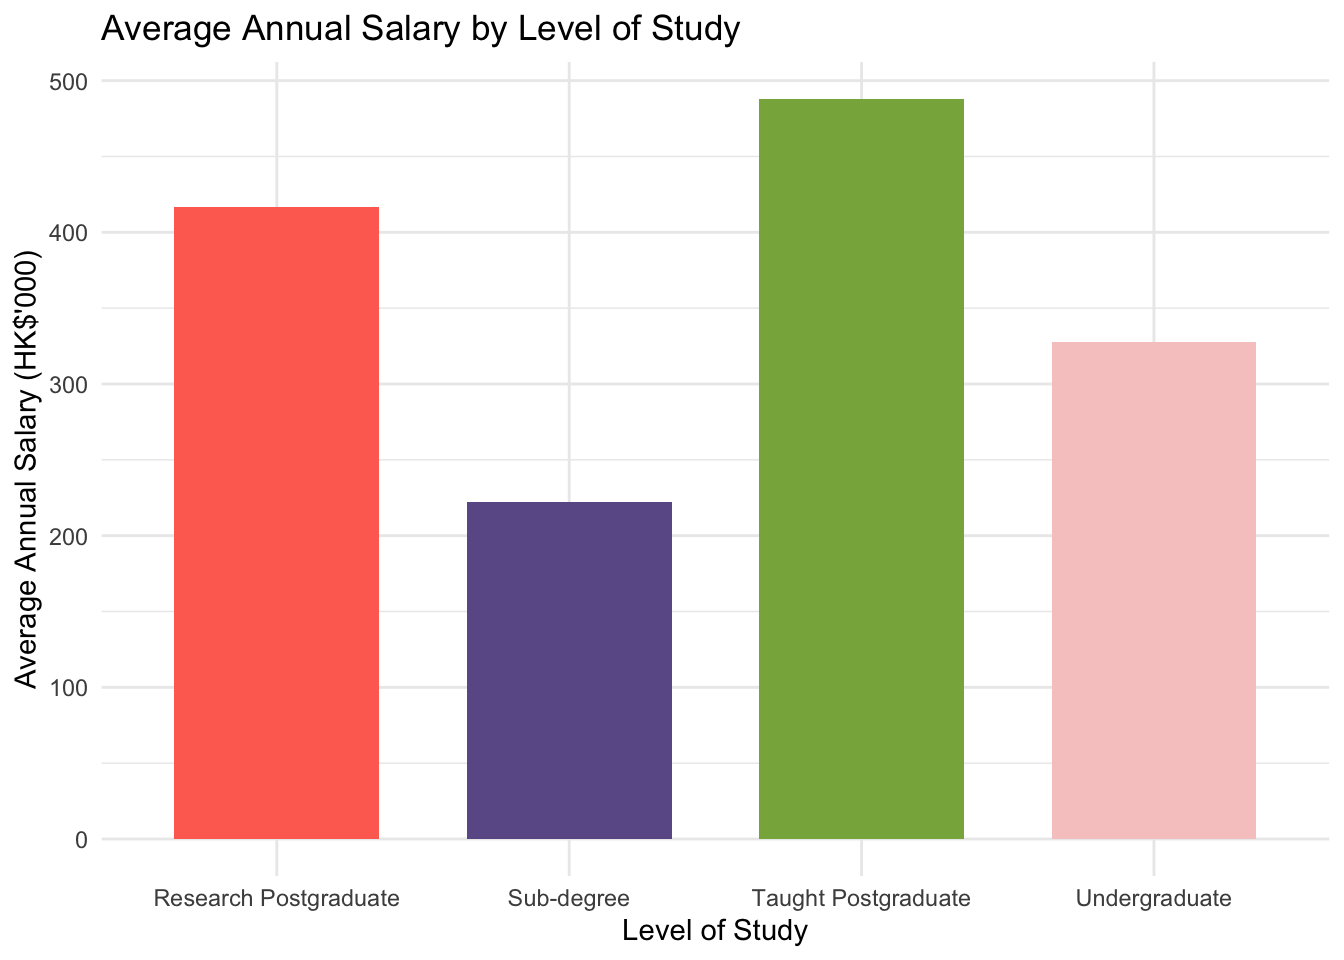 Average Annual Salary by Level of Study
Average Annual Salary (HK$'000)
500
400
300
200
100
0
Research Postgraduate
Sub-degree
Taught Postgraduate
Undergraduate
Level of Study